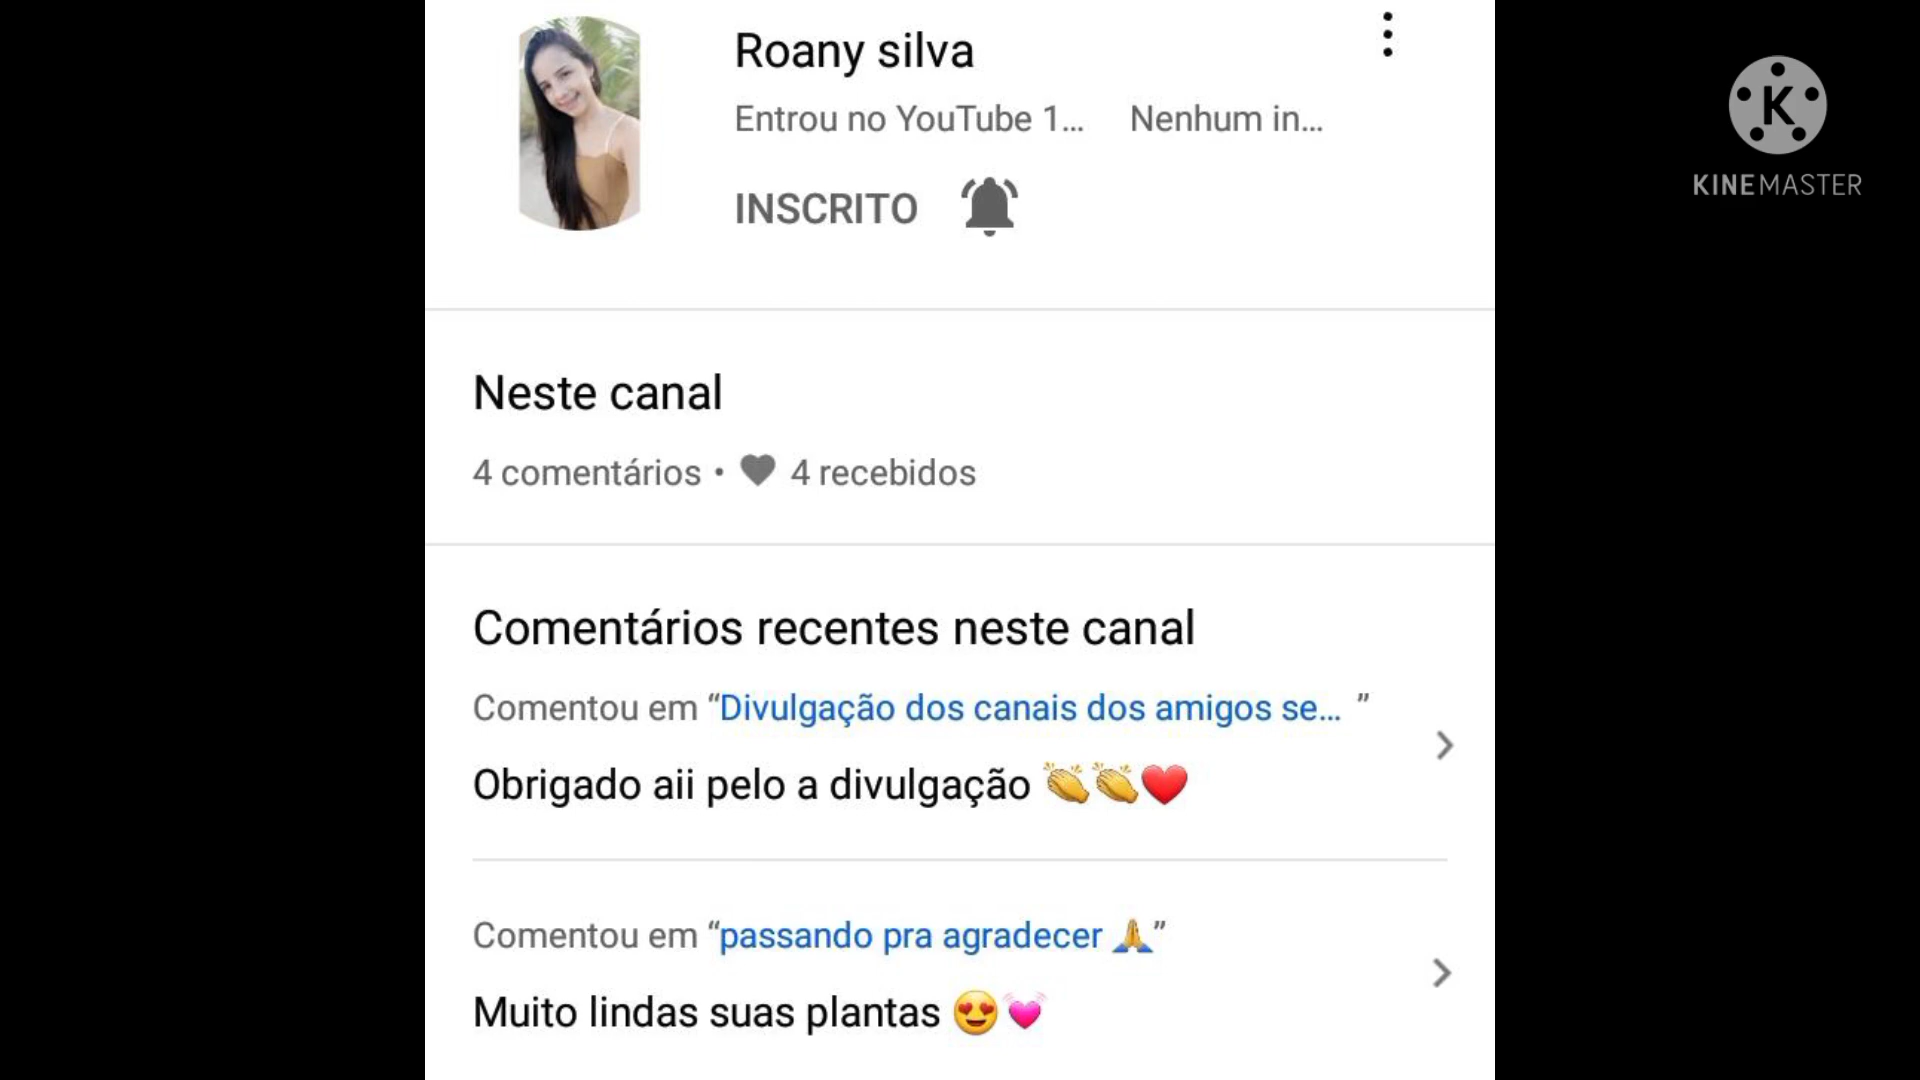 Roany silva
Entrou no YouTube 1... Nenhum in...
INSCRITO
KINEMASTER
Neste canal
4 comentários • 🖤 4 recebidos
Comentários recentes neste canal
Comentou em “Divulgação dos canais dos amigos se... ”
Obrigado aii pelo a divulgação 👏👏❤️
Comentou em “passando pra agradecer 🙏”
Muito lindas suas plantas 😍💓